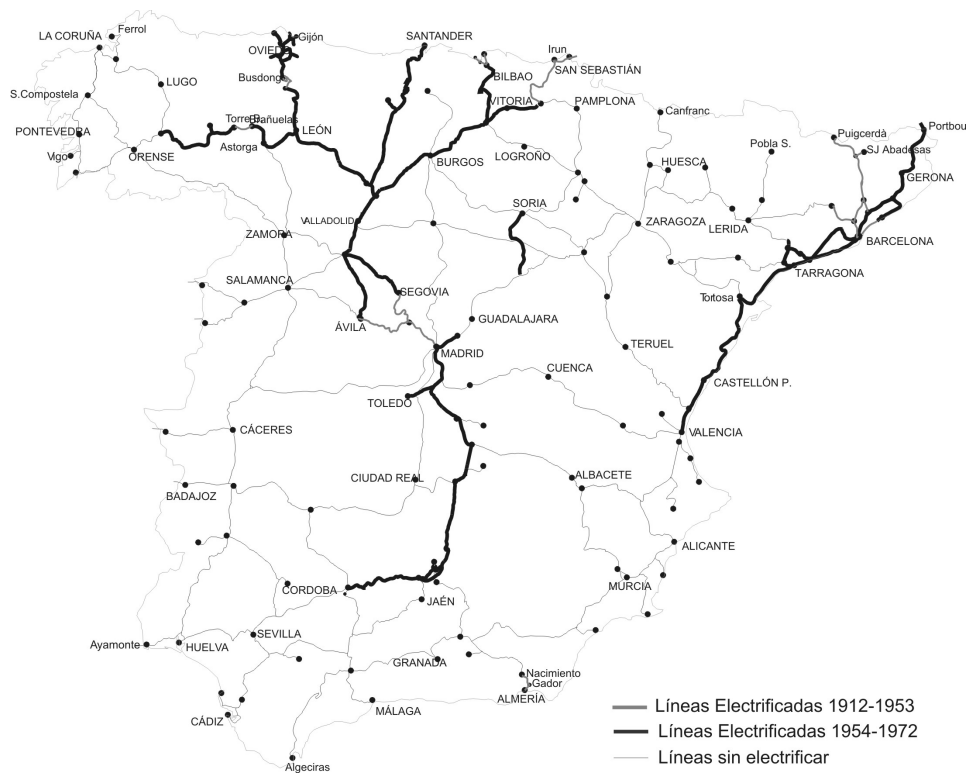 Ferrol
LA CORUÑA
Gijón
OVIEDO
SANTANDER
Irun
SAN SEBASTIÁN
BILBAO
Busdongo
LUGO
S.Compostela
VITORIA
PAMPLONA
Canfranc
Portbou
Puigcerdà
Torre B.
Brañuelas
LEÓN
PONTEVEDRA
Astorga
Pobla S.
SJ Abadesas
Vigo
ORENSE
BURGOS
LOGROÑO
HUESCA
GERONA
SORIA
VALLADOLID
ZARAGOZA
LERIDA
ZAMORA
BARCELONA
TARRAGONA
SALAMANCA
SEGOVIA
Tortosa
ÁVILA
GUADALAJARA
MADRID
TERUEL
CUENCA
CASTELLÓN P.
TOLEDO
CÁCERES
VALENCIA
CIUDAD REAL
ALBACETE
BADAJOZ
ALICANTE
CORDOBA
MURCIA
JAÉN
SEVILLA
Ayamonte
HUELVA
GRANADA
Nacimiento
Gador
ALMERÍA
CÁDIZ
MÁLAGA
Algeciras
Líneas Electrificadas 1912-1953
Líneas Electrificadas 1954-1972
Líneas sin electrificar